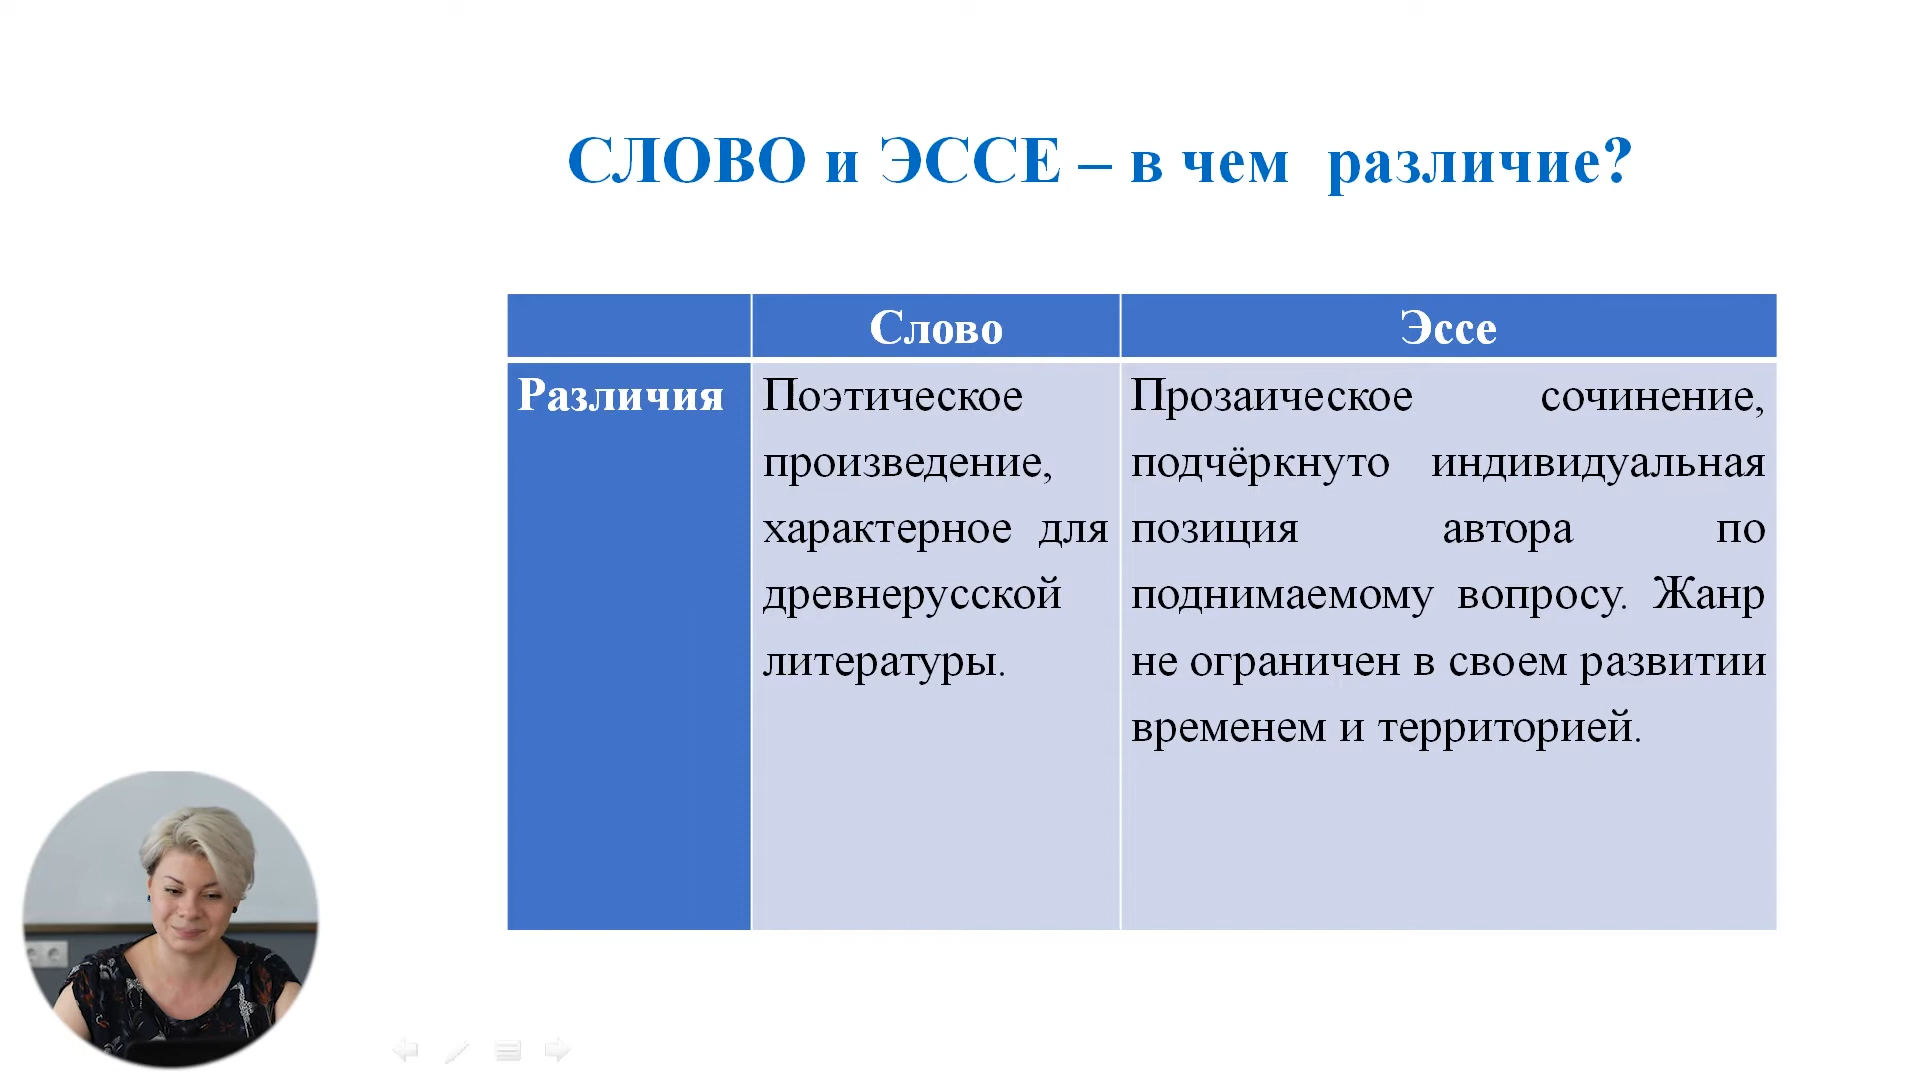 СЛОВО и ЭССЕ – в чем различие?
Слово
Эссе
Различия
Поэтическое
произведение,
характерное для
древнерусской
литературы.
Прозаическое сочинение,
подчёркнуто индивидуальная
позиция автора по
поднимаемому вопросу. Жанр
не ограничен в своем развитии
временем и территорией.